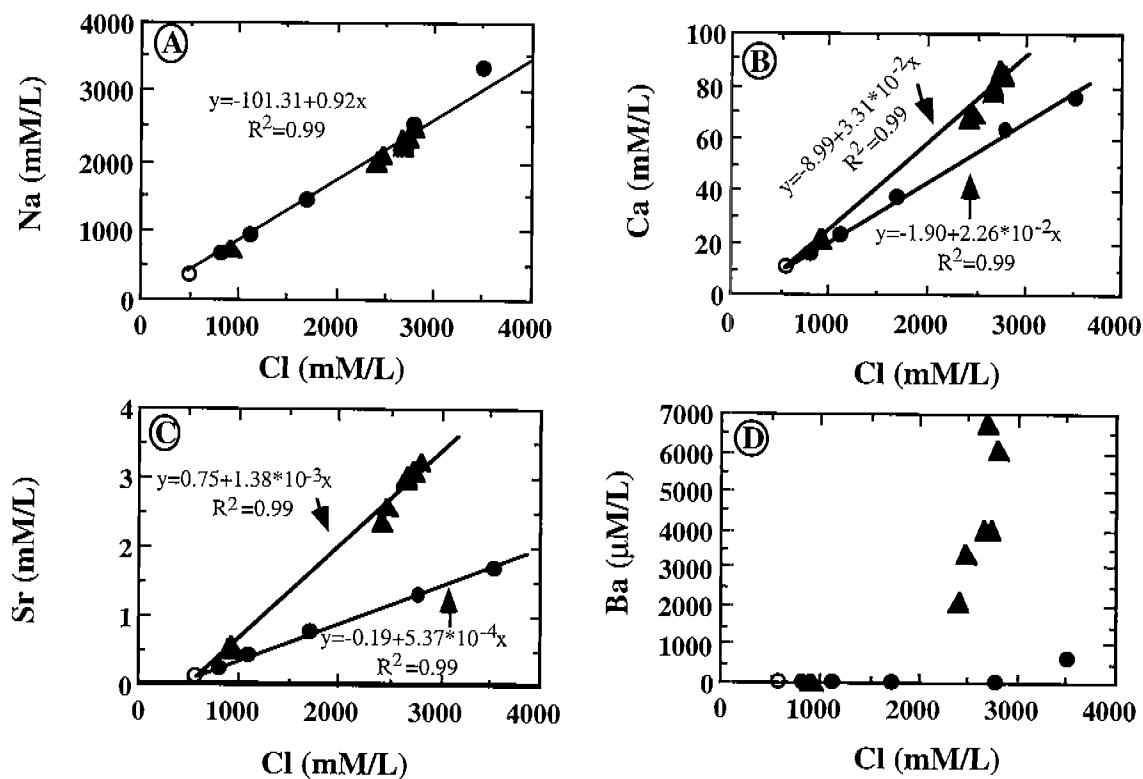 A
4000
3000
2000
1000
0
Na (mM/L)
y=-101.31+0.92x
R²=0.99
0 1000 2000 3000 4000
Cl (mM/L)
B
100
80
60
40
20
0
Ca (mM/L)
y=-8.99+3.31*10⁻²x
R²=0.99
y=-1.90+2.26*10⁻²x
R²=0.99
0 1000 2000 3000 4000
Cl (mM/L)
C
4
3
2
1
0
Sr (mM/L)
y=0.75+1.38*10⁻³x
R²=0.99
y=-0.19+5.37*10⁻⁴x
R²=0.99
0 1000 2000 3000 4000
Cl (mM/L)
D
7000
6000
5000
4000
3000
2000
1000
0
Ba (μM/L)
0 1000 2000 3000 4000
Cl (mM/L)